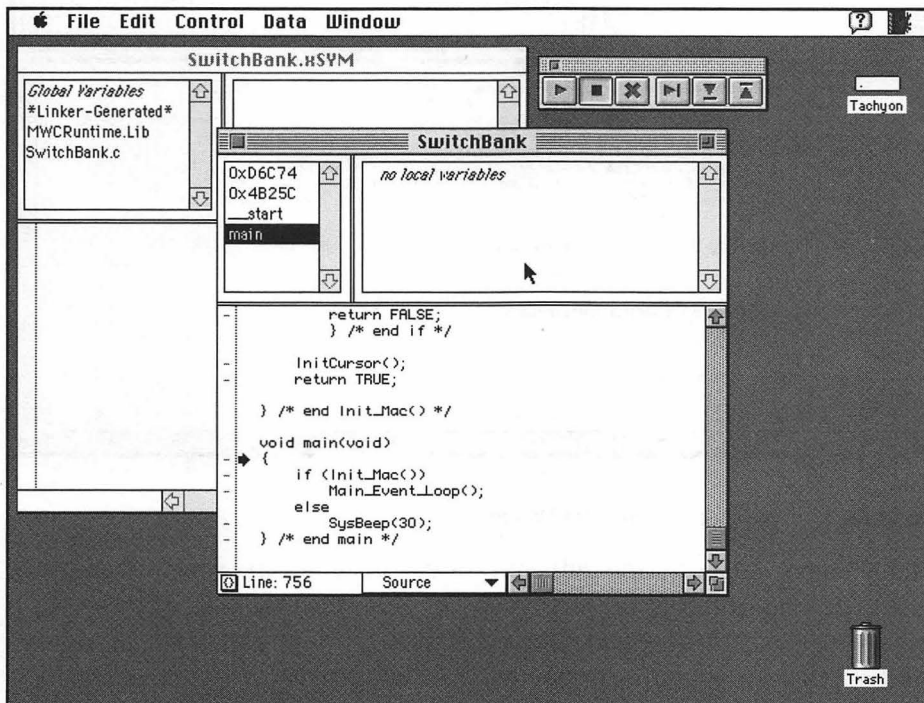 File Edit Control Data Window
SwitchBank.xSYM
Global Variables
*Linker-Generated*
MWCRuntime.Lib
SwitchBank.c
Tachyon
SwitchBank
0xD6C74
0x4B25C
__start
main
no local variables
return FALSE;
} /* end if */
InitCursor();
return TRUE;
} /* end Init_Mac() */
void main(void)
{
if (Init_Mac())
Main_Event_Loop();
else
SysBeep(30);
} /* end main */
Line: 756
Source
Trash